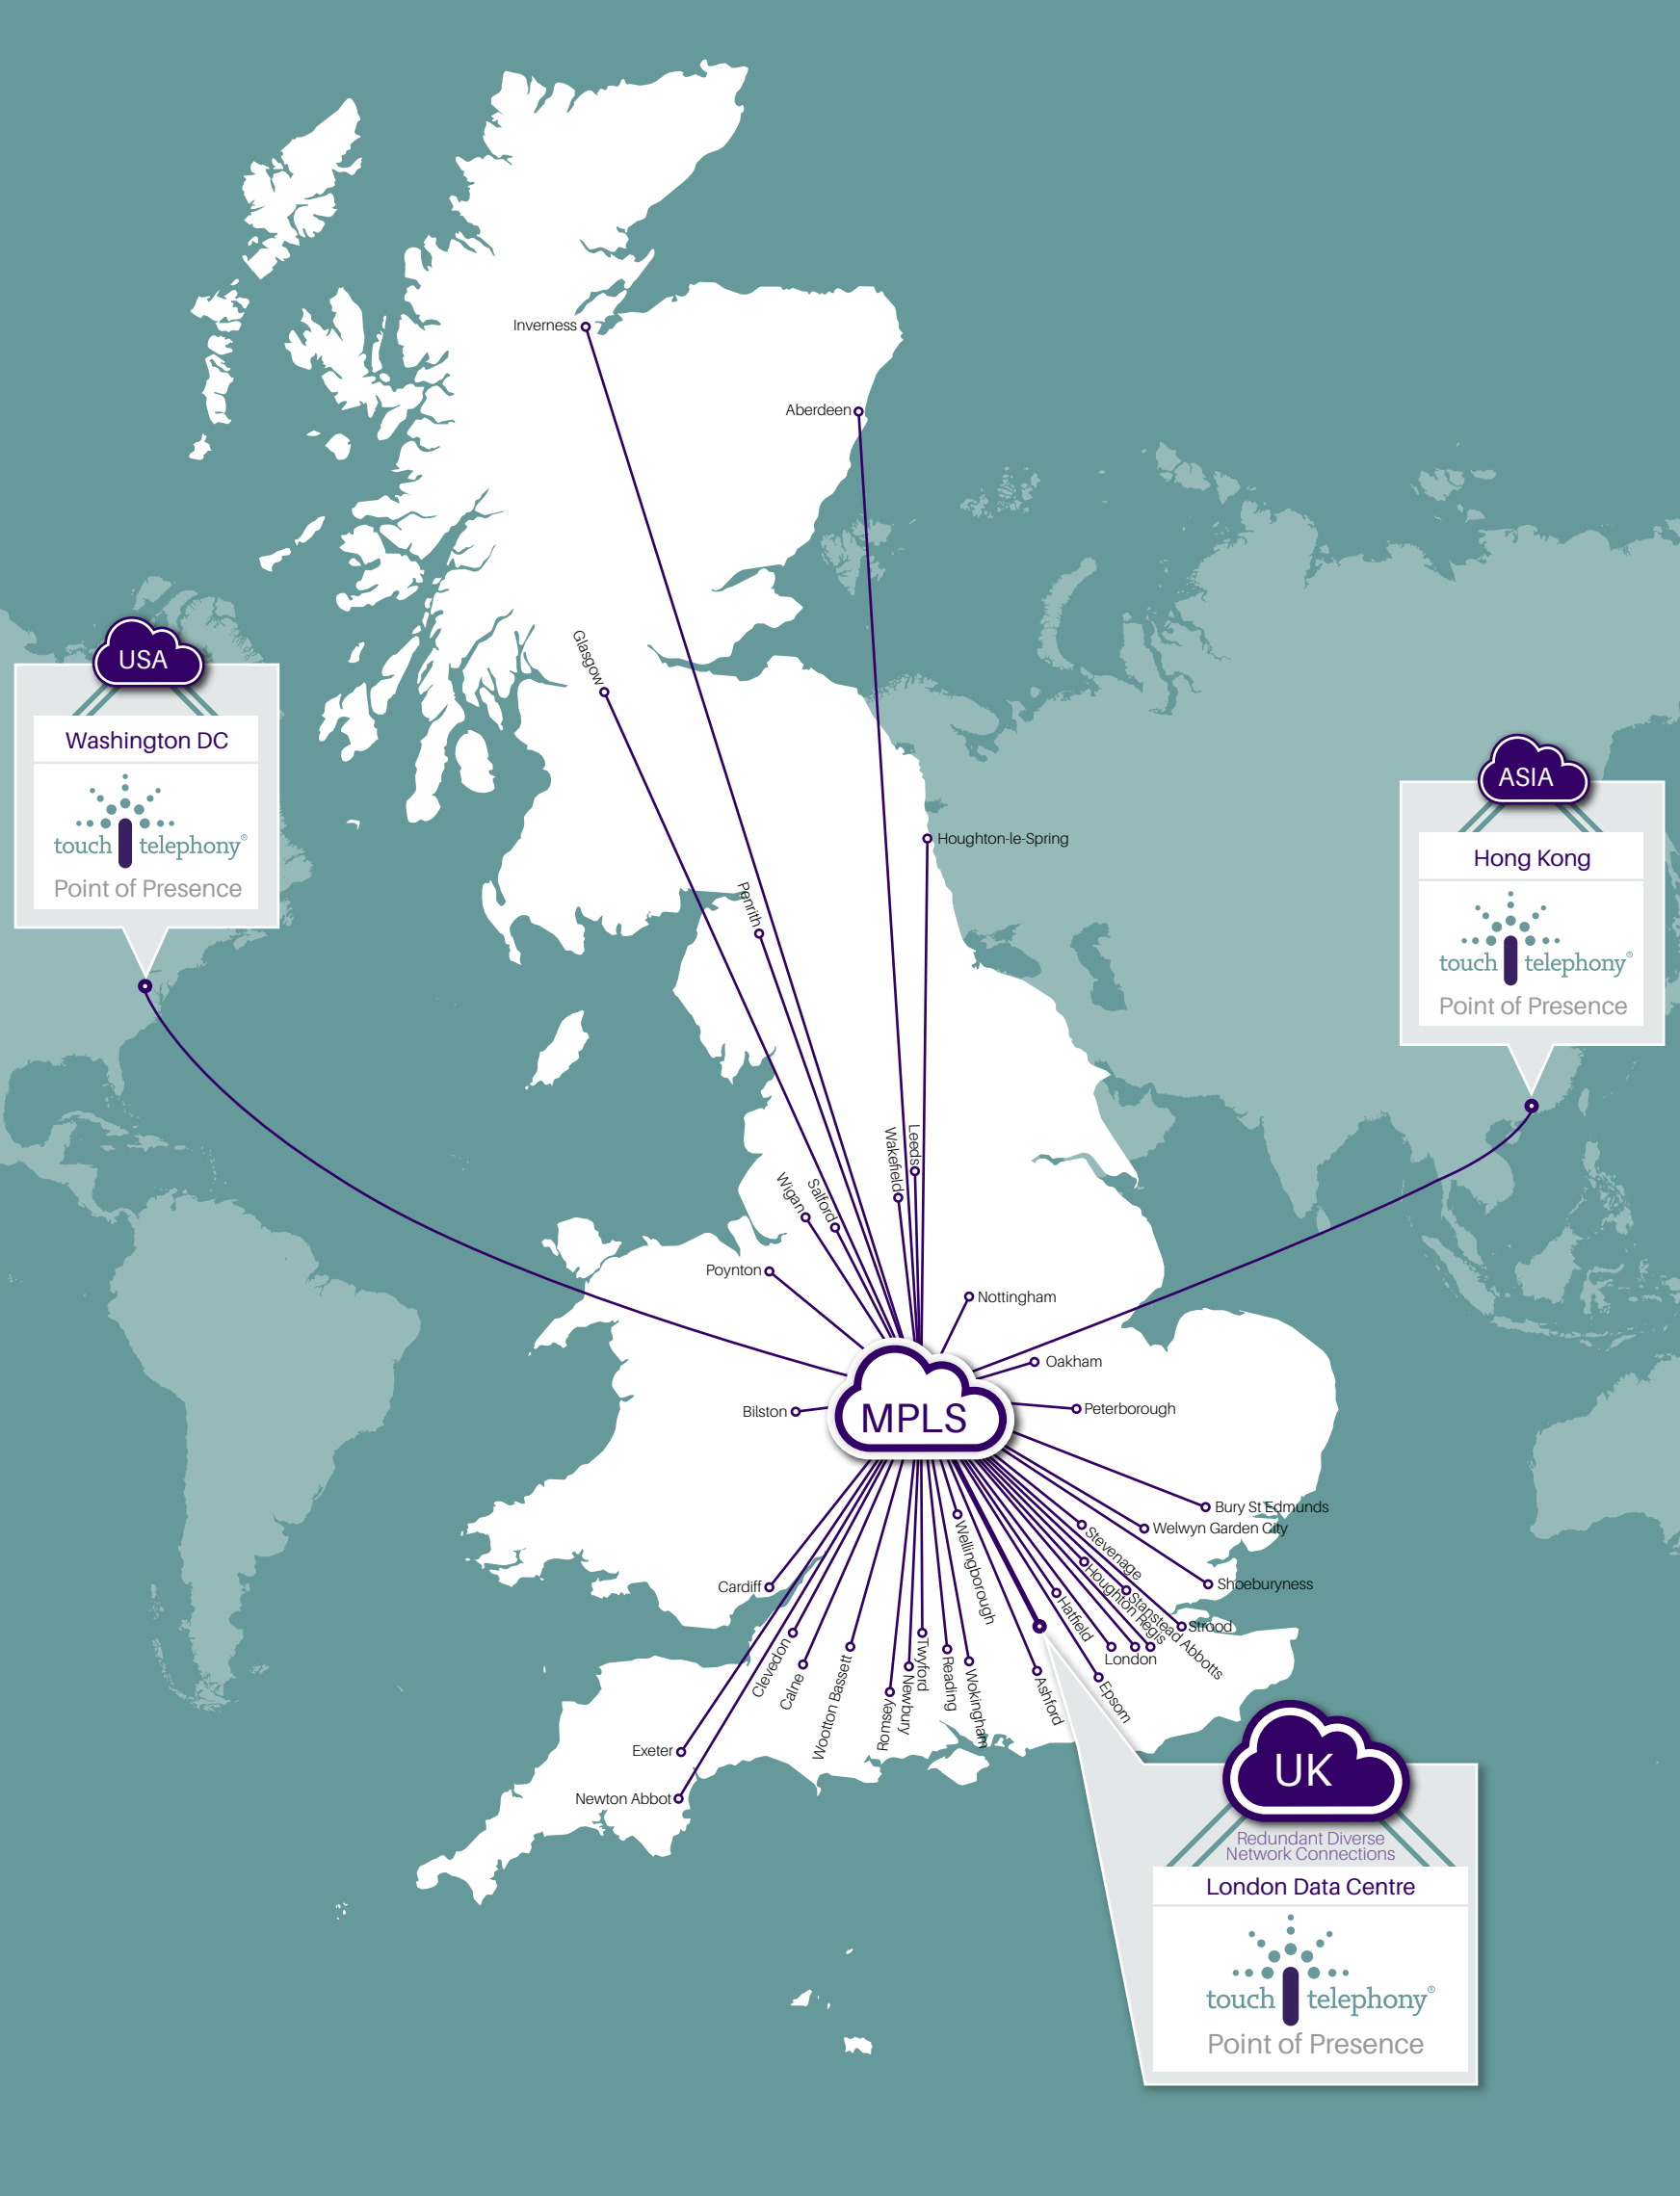 Inverness
Aberdeen
Glasgow
USA
Washington DC
touch telephony®
Point of Presence
ASIA
Hong Kong
touch telephony®
Point of Presence
Houghton-le-Spring
Penrith
Leeds
Wakefield
Wigan
Salford
Poynton
Nottingham
Oakham
Bilston
MPLS
Peterborough
Bury St Edmunds
Welwyn Garden City
Stevenage
Wellingborough
Houghton Regis
Shoeburyness
Cardiff
Hatfield
Stanstead Abbotts
Strood
Clevedon
Calne
Wootton Bassett
Romsey
Newbury
Twyford
Reading
Wokingham
Ashford
Epsom
London
Exeter
Newton Abbot
UK
Redundant Diverse
Network Connections
London Data Centre
touch telephony®
Point of Presence